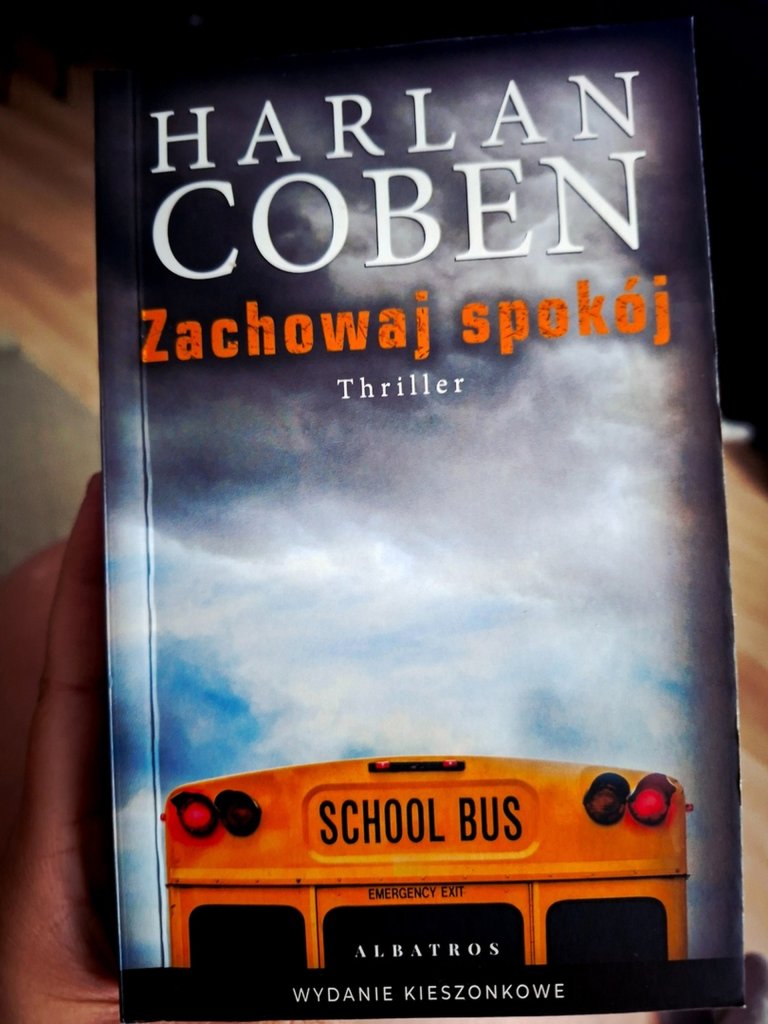 HARLAN
COBEN
Zachowaj spokój
Thriller
SCHOOL BUS
EMERGENCY EXIT
ALBATROS
WYDANIE KIESZONKOWE